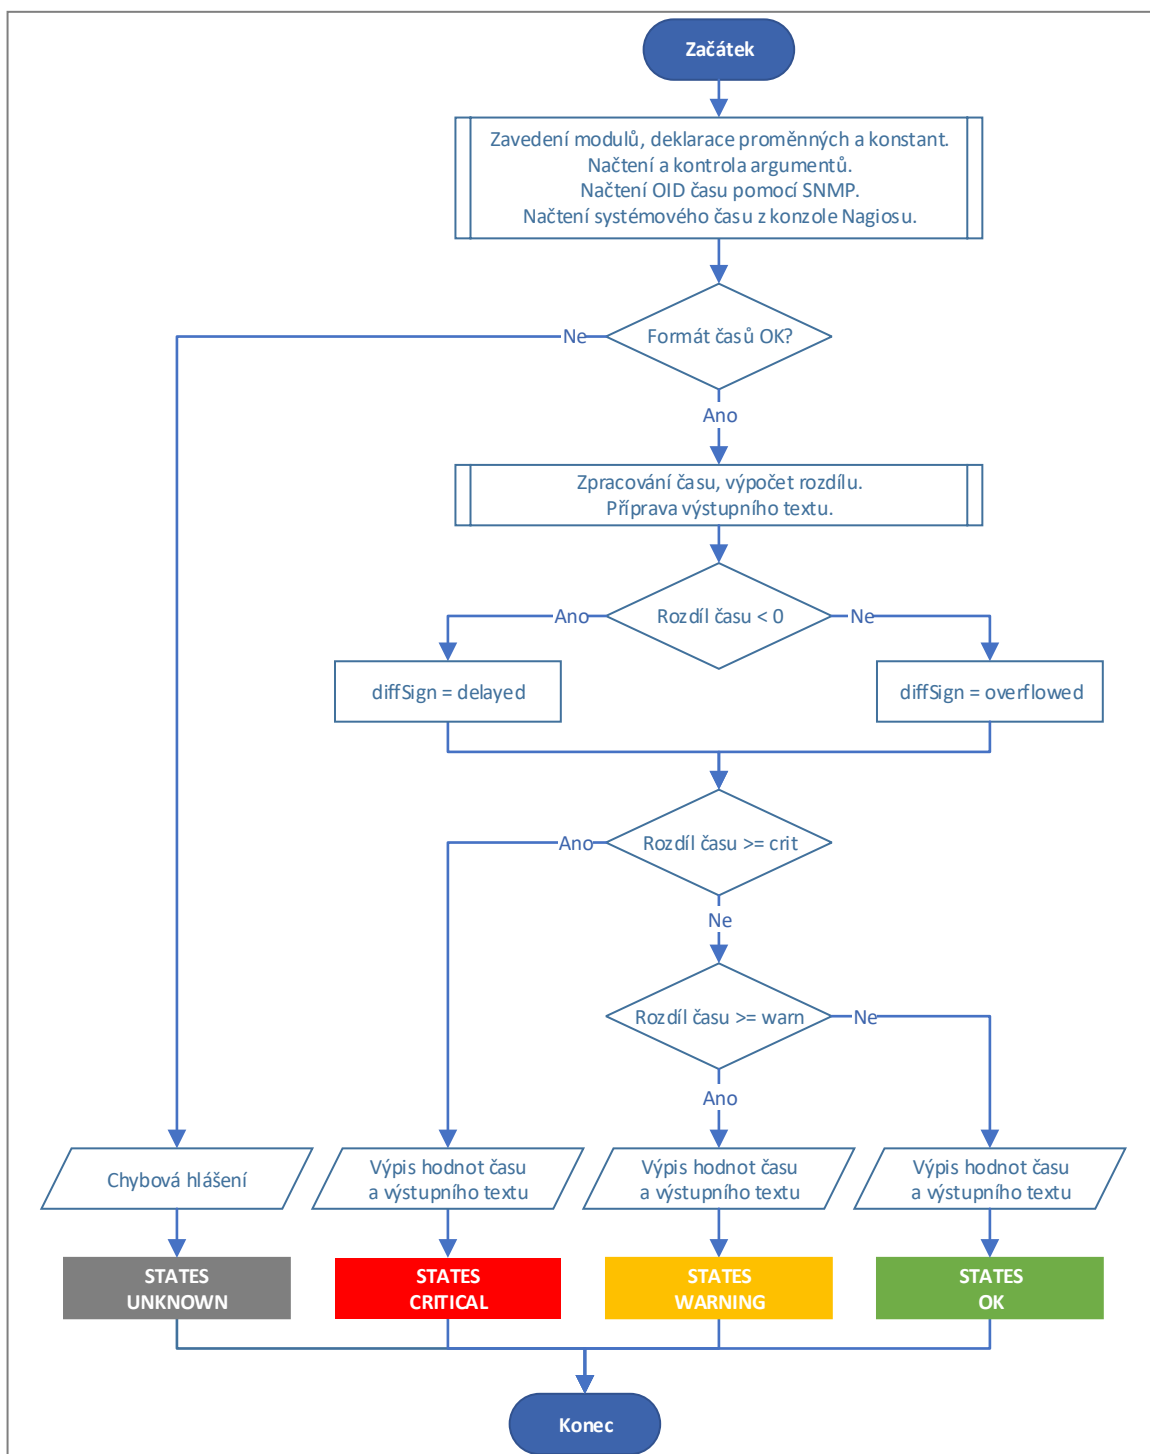 Začátek
Zavedení modulů, deklarace proměnných a konstant.
Načtení a kontrola argumentů.
Načtení OID času pomocí SNMP.
Načtení systémového času z konzole Nagiosu.
Ne
Formát časů OK?
Ano
Zpracování času, výpočet rozdílu.
Příprava výstupního textu.
Ano
Rozdíl času < 0
Ne
diffSign = delayed
diffSign = overflowed
Ano
Rozdíl času >= crit
Ne
Rozdíl času >= warn
Ne
Ano
Chybová hlášení
Výpis hodnot času
a výstupního textu
Výpis hodnot času
a výstupního textu
Výpis hodnot času
a výstupního textu
STATES
UNKNOWN
STATES
CRITICAL
STATES
WARNING
STATES
OK
Konec